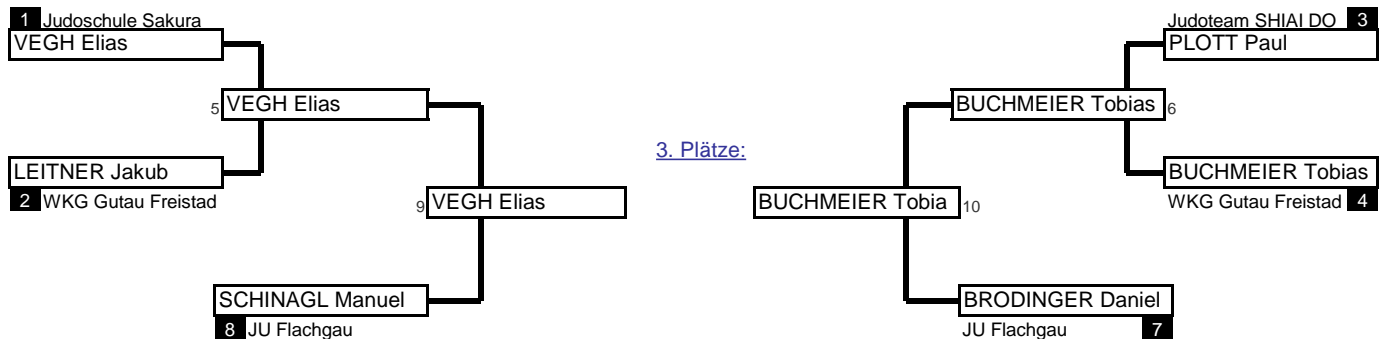 1 Judoschule Sakura
VEGH Elias
Judoteam SHIAI DO 3
PLOTT Paul
5 VEGH Elias
BUCHMEIER Tobias 6
3. Plätze:
LEITNER Jakub
2 WKG Gutau Freistad
BUCHMEIER Tobias
WKG Gutau Freistad 4
9 VEGH Elias
BUCHMEIER Tobia 10
SCHINAGL Manuel
8 JU Flachgau
BRODINGER Daniel
JU Flachgau 7